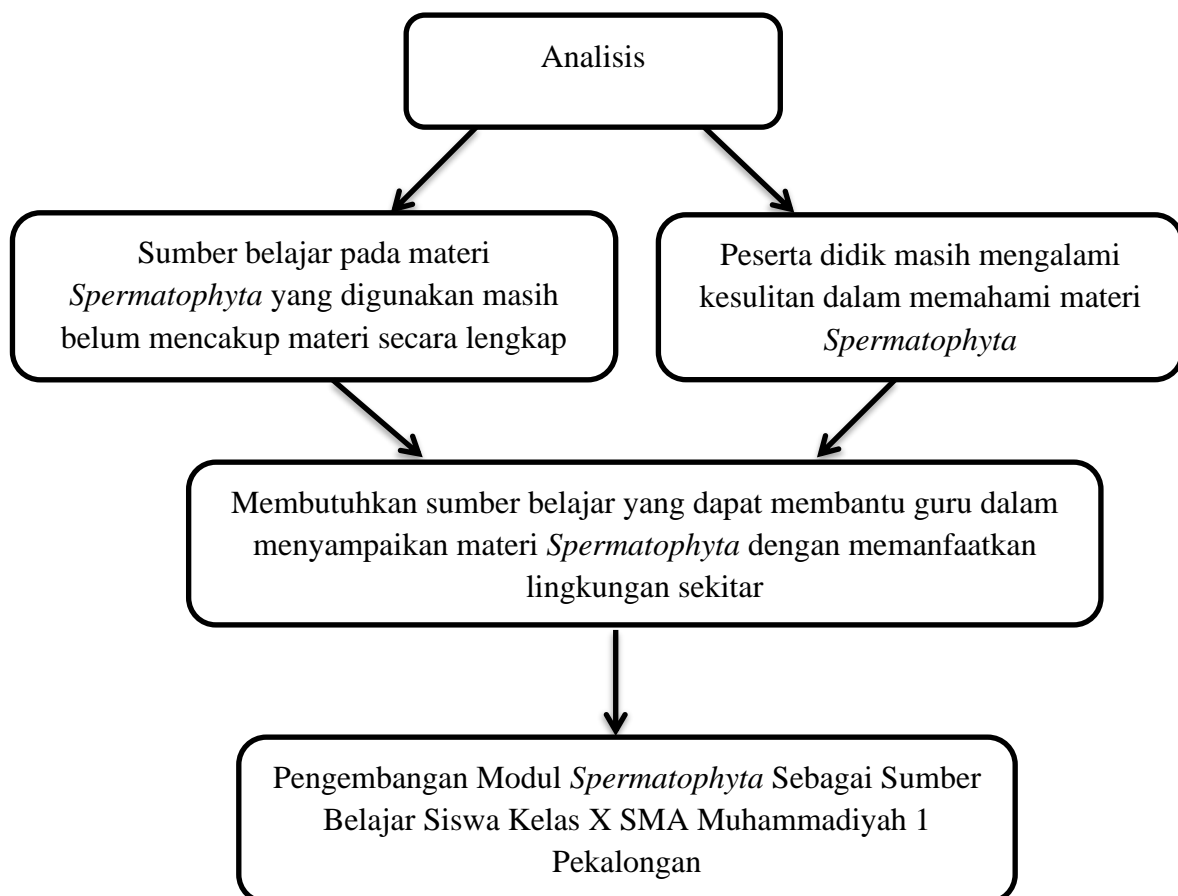 Analisis
Sumber belajar pada materi
Spermatophyta yang digunakan masih
belum mencakup materi secara lengkap
Peserta didik masih mengalami
kesulitan dalam memahami materi
Spermatophyta
Membutuhkan sumber belajar yang dapat membantu guru dalam
menyampaikan materi Spermatophyta dengan memanfaatkan
lingkungan sekitar
Pengembangan Modul Spermatophyta Sebagai Sumber
Belajar Siswa Kelas X SMA Muhammadiyah 1
Pekalongan